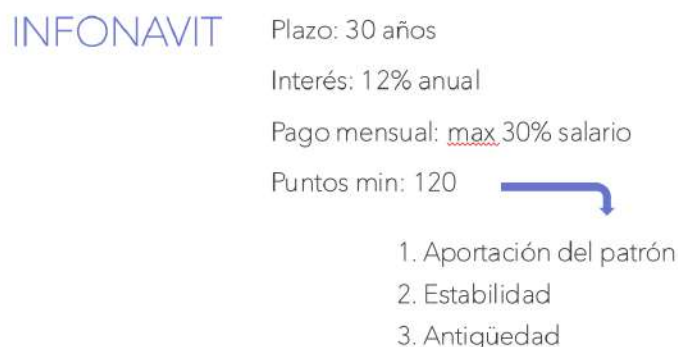 INFONAVIT
Plazo: 30 años
Interés: 12% anual
Pago mensual: max 30% salario
Puntos min: 120
1. Aportación del patrón
2. Estabilidad
3. Antigüedad